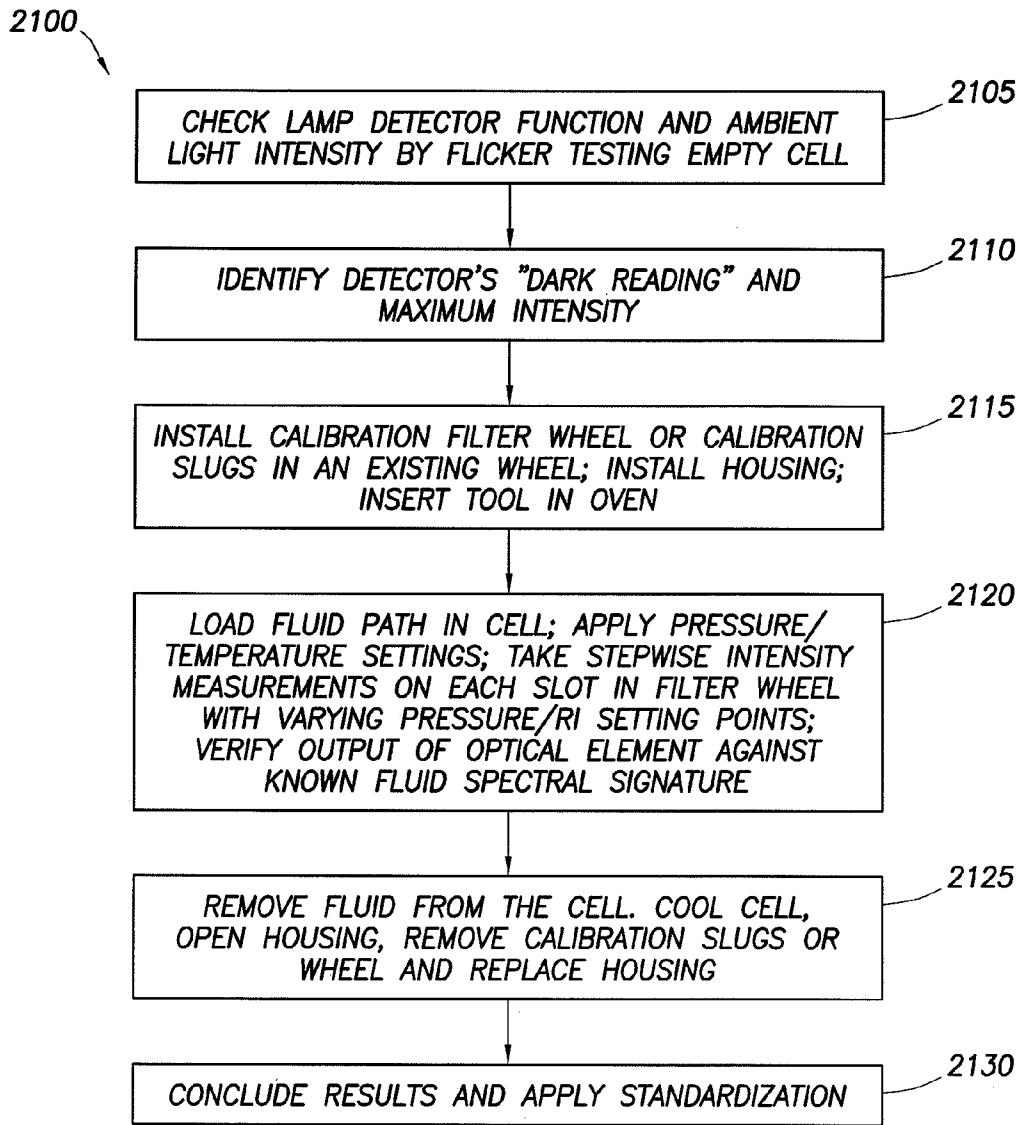 2100
2105
CHECK LAMP DETECTOR FUNCTION AND AMBIENT
LIGHT INTENSITY BY FLICKER TESTING EMPTY CELL
2110
IDENTIFY DETECTOR'S "DARK READING" AND
MAXIMUM INTENSITY
2115
INSTALL CALIBRATION FILTER WHEEL OR CALIBRATION
SLUGS IN AN EXISTING WHEEL; INSTALL HOUSING;
INSERT TOOL IN OVEN
2120
LOAD FLUID PATH IN CELL; APPLY PRESSURE/
TEMPERATURE SETTINGS; TAKE STEPWISE INTENSITY
MEASUREMENTS ON EACH SLOT IN FILTER WHEEL
WITH VARYING PRESSURE/RI SETTING POINTS;
VERIFY OUTPUT OF OPTICAL ELEMENT AGAINST
KNOWN FLUID SPECTRAL SIGNATURE
2125
REMOVE FLUID FROM THE CELL. COOL CELL,
OPEN HOUSING, REMOVE CALIBRATION SLUGS OR
WHEEL AND REPLACE HOUSING
2130
CONCLUDE RESULTS AND APPLY STANDARDIZATION